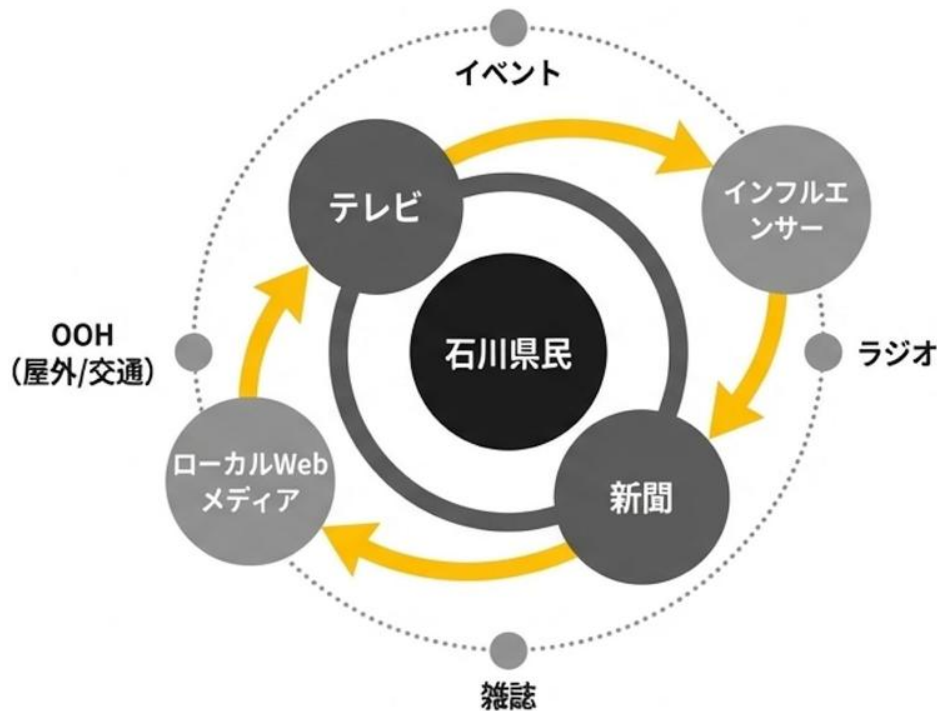 イベント
テレビ
インフルエ
ンサー
OOH
（屋外/交通）
石川県民
ラジオ
ローカルWeb
メディア
新聞
雑誌